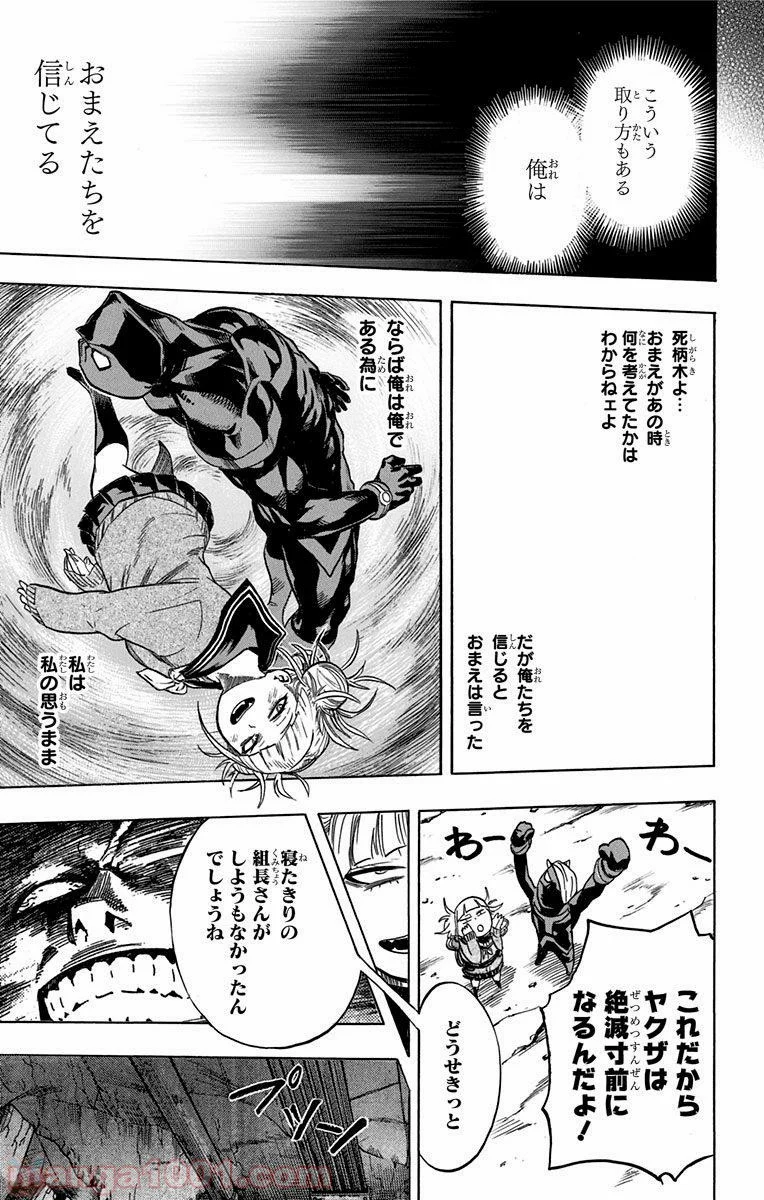 こういう
取り方もある
俺は
おまえたちを
信じてる
死柄木よ…
おまえがあの時
何を考えてたかは
わからねェよ
だが俺たちを
信じると
おまえは言った
ならば俺は俺で
ある為に
私は
私の思うまま
わー
わー
これだから
ヤクザは
絶滅寸前に
なるんだよ!
どうせきっと
寝たきりの
組長さんが
しようもなかったん
でしょうね